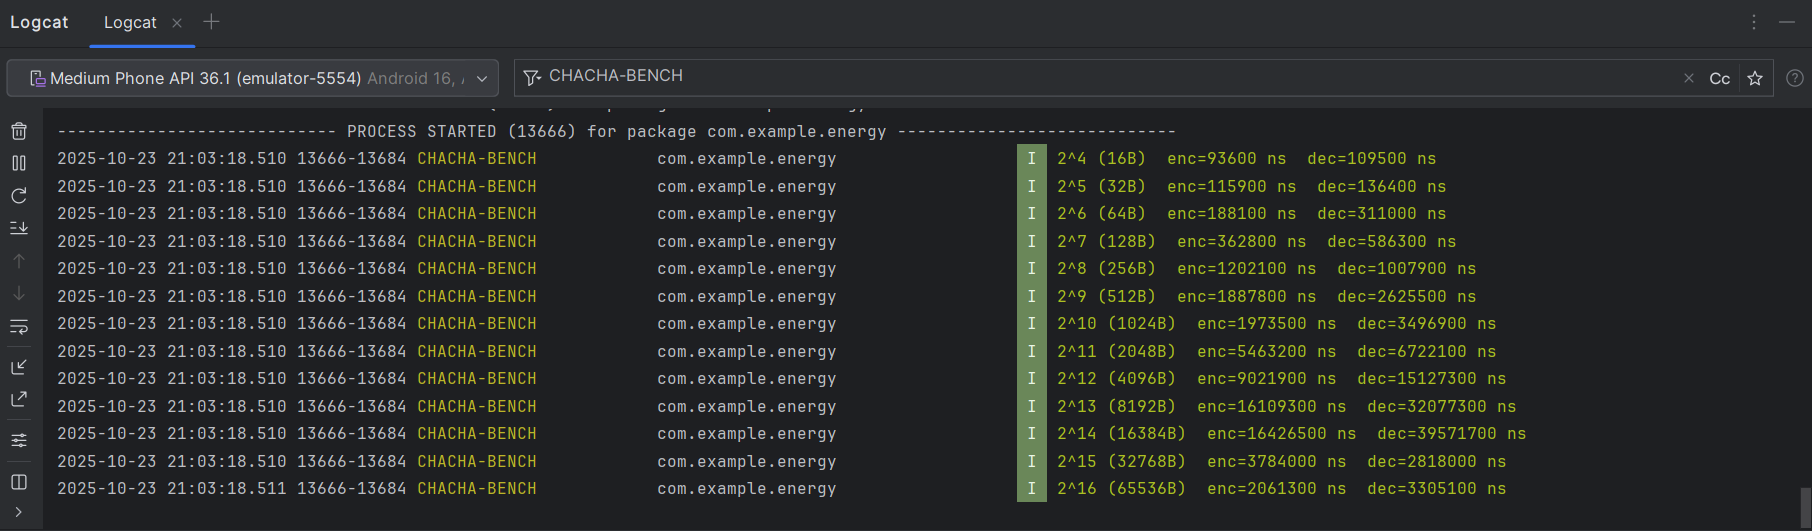 Logcat Logcat
Medium Phone API 36.1 (emulator-5554) Android 16, CHACHA-BENCH Cc
--------------------------- PROCESS STARTED (13666) for package com.example.energy ---------------------------
2025-10-23 21:03:18.510 13666-13684 CHACHA-BENCH com.example.energy I 2^4 (16B) enc=93600 ns dec=109500 ns
2025-10-23 21:03:18.510 13666-13684 CHACHA-BENCH com.example.energy I 2^5 (32B) enc=115900 ns dec=136400 ns
2025-10-23 21:03:18.510 13666-13684 CHACHA-BENCH com.example.energy I 2^6 (64B) enc=188100 ns dec=311000 ns
2025-10-23 21:03:18.510 13666-13684 CHACHA-BENCH com.example.energy I 2^7 (128B) enc=362800 ns dec=586300 ns
2025-10-23 21:03:18.510 13666-13684 CHACHA-BENCH com.example.energy I 2^8 (256B) enc=1202100 ns dec=1007900 ns
2025-10-23 21:03:18.510 13666-13684 CHACHA-BENCH com.example.energy I 2^9 (512B) enc=1887800 ns dec=2625500 ns
2025-10-23 21:03:18.510 13666-13684 CHACHA-BENCH com.example.energy I 2^10 (1024B) enc=1973500 ns dec=3496900 ns
2025-10-23 21:03:18.510 13666-13684 CHACHA-BENCH com.example.energy I 2^11 (2048B) enc=5463200 ns dec=6722100 ns
2025-10-23 21:03:18.510 13666-13684 CHACHA-BENCH com.example.energy I 2^12 (4096B) enc=9021900 ns dec=15127300 ns
2025-10-23 21:03:18.510 13666-13684 CHACHA-BENCH com.example.energy I 2^13 (8192B) enc=16109300 ns dec=32077300 ns
2025-10-23 21:03:18.510 13666-13684 CHACHA-BENCH com.example.energy I 2^14 (16384B) enc=16426500 ns dec=39571700 ns
2025-10-23 21:03:18.510 13666-13684 CHACHA-BENCH com.example.energy I 2^15 (32768B) enc=3784000 ns dec=2818000 ns
2025-10-23 21:03:18.511 13666-13684 CHACHA-BENCH com.example.energy I 2^16 (65536B) enc=2061300 ns dec=3305100 ns